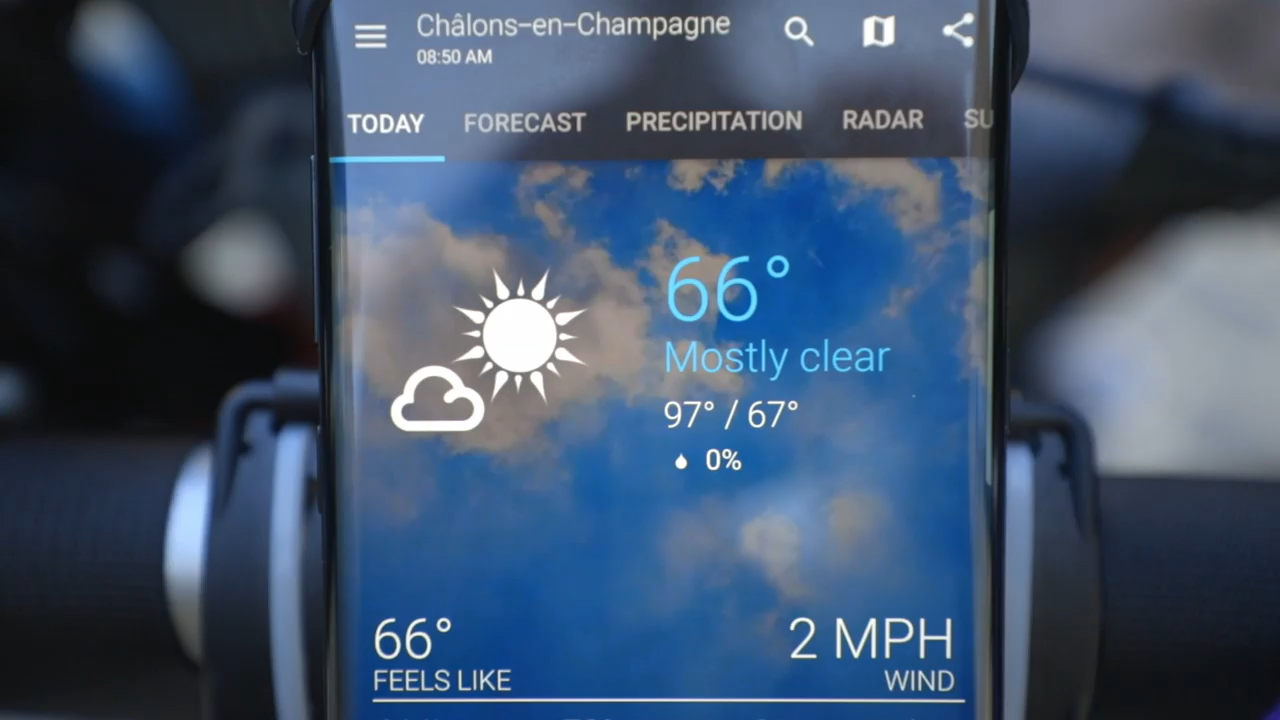 Châlons-en-Champagne
08:50 AM
TODAY FORECAST PRECIPITATION RADAR SU
66°
Mostly clear
97° / 67°
0%
66° 2 MPH
FEELS LIKE WIND